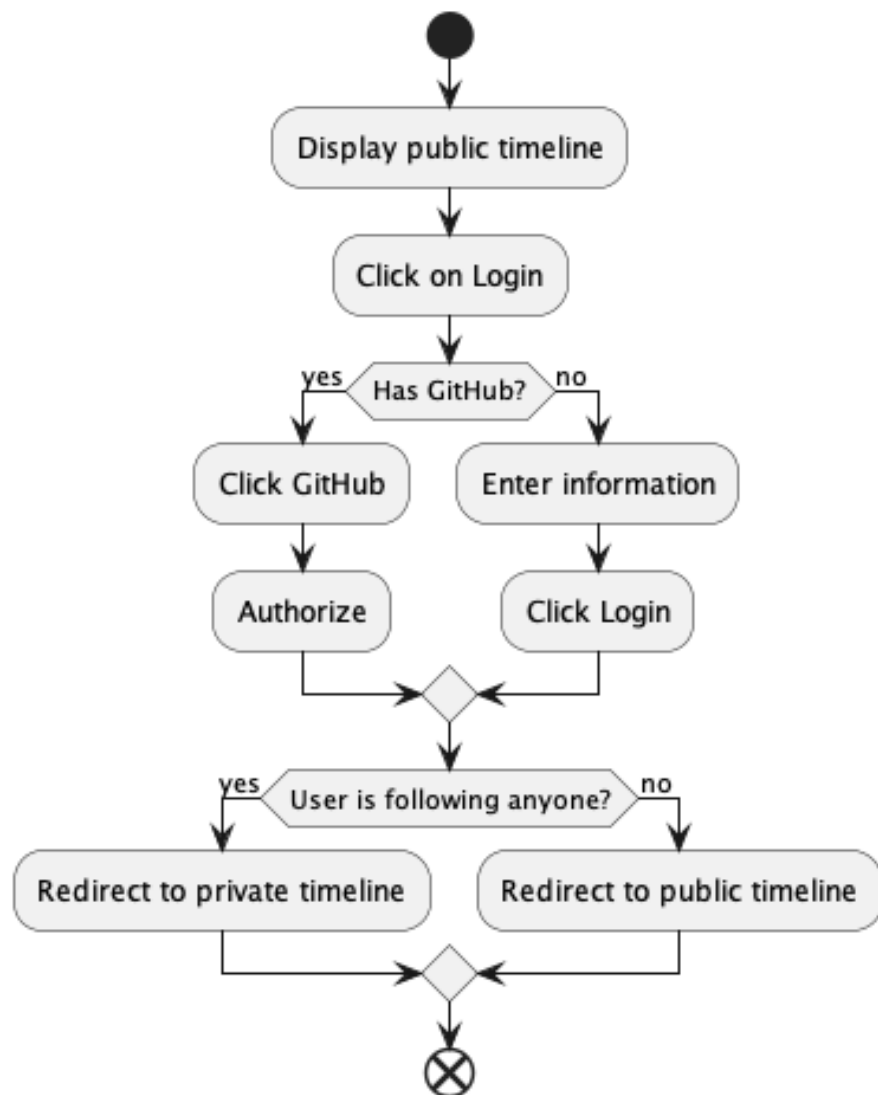 Display public timeline
Click on Login
yes
Has GitHub?
no
Click GitHub
Enter information
Authorize
Click Login
yes
User is following anyone?
no
Redirect to private timeline
Redirect to public timeline